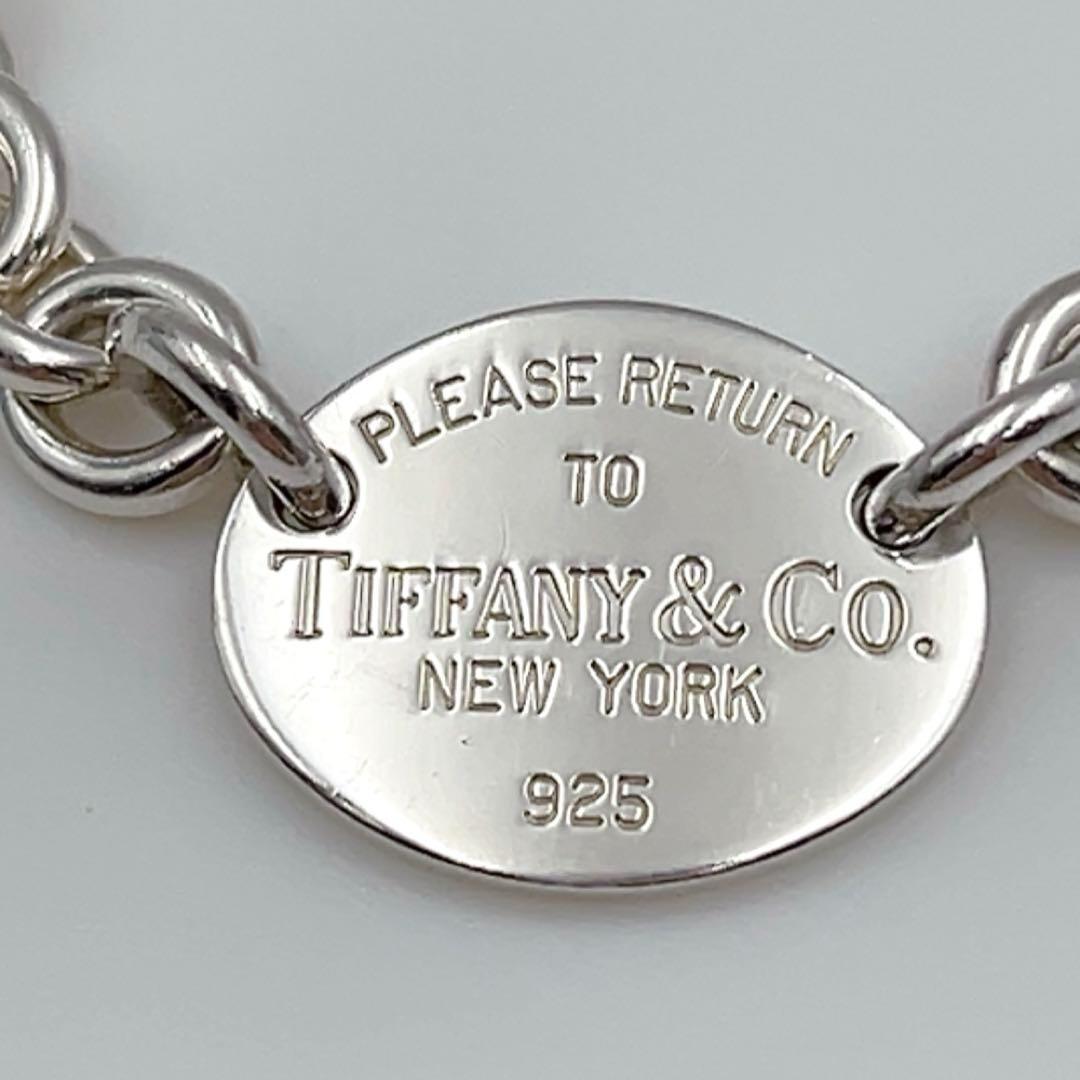 PLEASE RETURN
TO
TIFFANY & CO.
NEW YORK
925